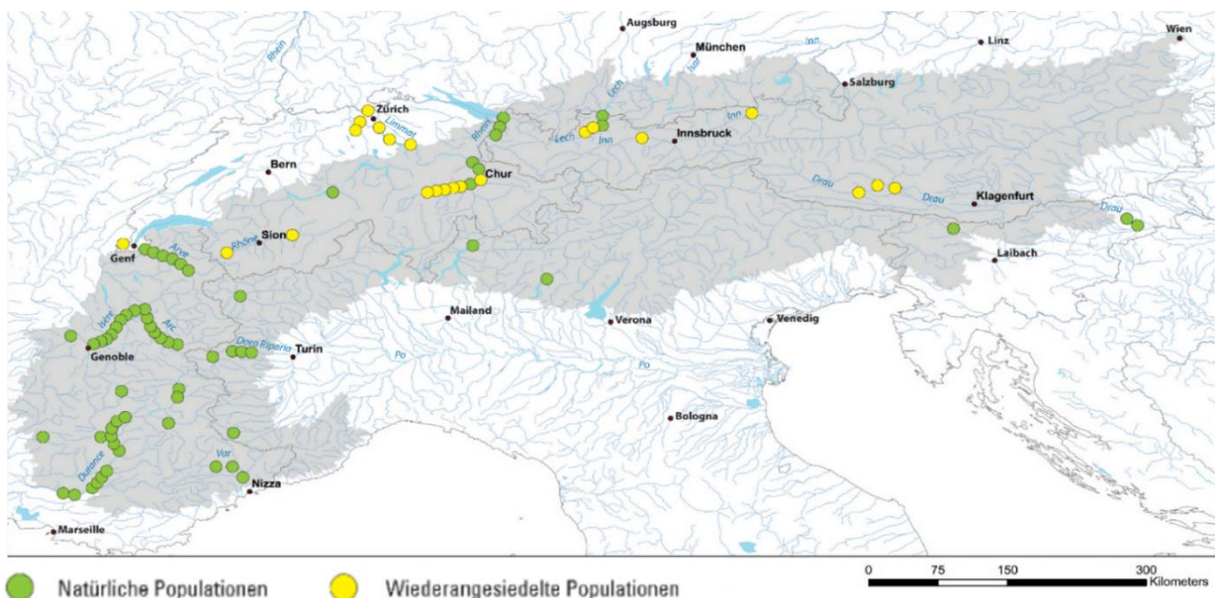 Augsburg
Wien
Linz
München
Inn
Isar
Rhein
Lech
Salzburg
Zürich
Limmat
Rhein
Inn
Lech
Inn
Innsbruck
Bern
Chur
Drau
Drau
Klagenfurt
Drau
Sion
Rhône
Genf
Arve
Laibach
Mailand
Verona
Venedig
Isère
Arc
Genoble
Dora Riparia
Turin
Po
Po
Bologna
Durance
Var
Nizza
Marseille
Natürliche Populationen
Wiederangesiedelte Populationen
0 75 150 300
Kilometers